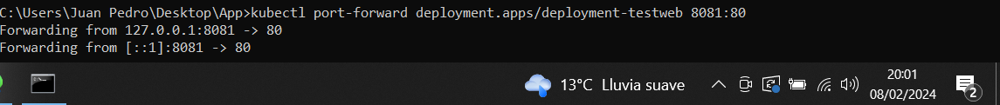 C:\Users\Juan Pedro\Desktop\App>kubectl port-forward deployment.apps/deployment-testweb 8081:80
Forwarding from 127.0.0.1:8081 -> 80
Forwarding from [::1]:8081 -> 80
13°C Lluvia suave
20:01
08/02/2024
2